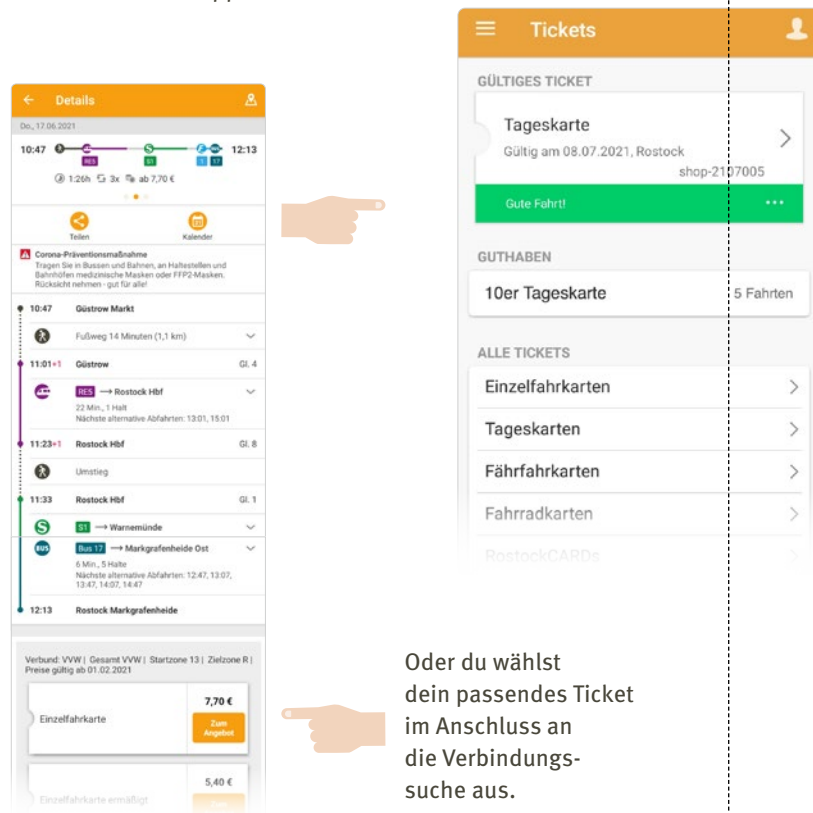 Details
Do., 17.06.2021
10:47
12:13
RE5
S1
17
1:26h 3x ab 7,70 €
Teilen
Kalender
Corona-Präventionsmaßnahme
Tragen Sie in Bussen und Bahnen, an Haltestellen und
Bahnhöfen medizinische Masken oder FFP2-Masken.
Rücksicht nehmen - gut für alle!
10:47 Güstrow Markt
Fußweg 14 Minuten (1,1 km)
11:01+1 Güstrow Gl. 4
RE5 → Rostock Hbf
22 Min., 1 Halt
Nächste alternative Abfahrten: 13:01, 15:01
11:23+1 Rostock Hbf Gl. 8
Umstieg
11:33 Rostock Hbf Gl. 1
S S1 → Warnemünde
BUS Bus 17 → Markgrafenheide Ost
6 Min., 5 Halte
Nächste alternative Abfahrten: 12:47, 13:07,
13:47, 14:07, 14:47
12:13 Rostock Markgrafenheide
Verbund: VVW | Gesamt VVW | Startzone 13 | Zielzone R |
Preise gültig ab 01.02.2021
Einzelfahrkarte
7,70 €
Zum
Angebot
Einzelfahrkarte ermäßigt
5,40 €
Tickets
GÜLTIGES TICKET
Tageskarte
Gültig am 08.07.2021, Rostock
shop-2107005
Gute Fahrt!
GUTHABEN
10er Tageskarte 5 Fahrten
ALLE TICKETS
Einzelfahrkarten
Tageskarten
Fährfahrkarten
Fahrradkarten
RostockCARDs
Oder du wählst
dein passendes Ticket
im Anschluss an
die Verbindungs-
suche aus.